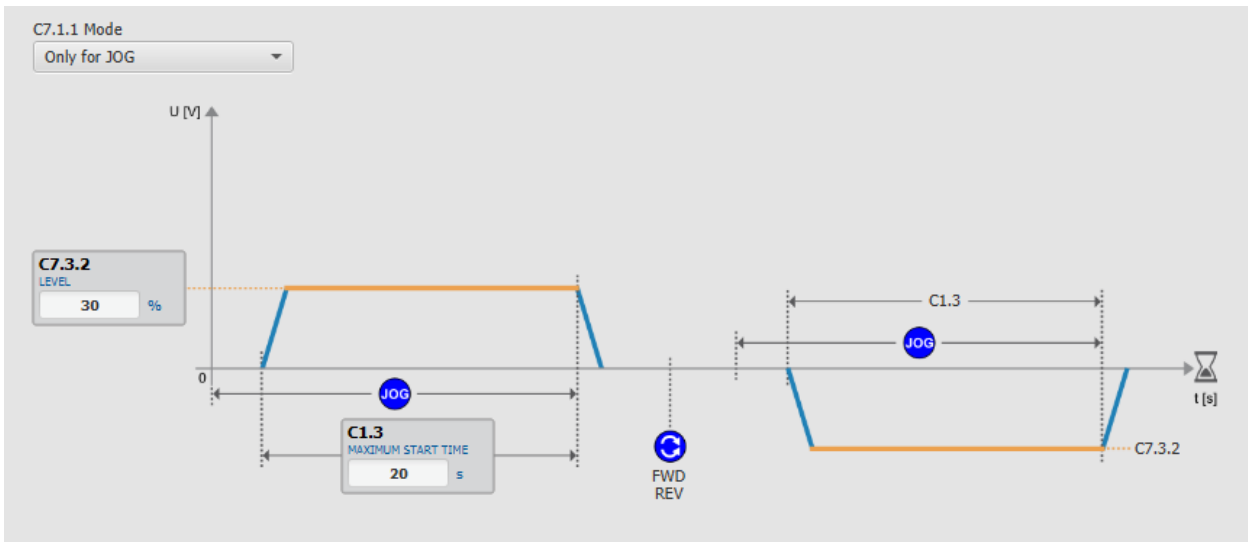 C7.1.1 Mode
Only for JOG
U [V]
C7.3.2
LEVEL
30 %
C1.3
JOG
0
JOG
t [s]
C1.3
MAXIMUM START TIME
20 s
C7.3.2
FWD
REV